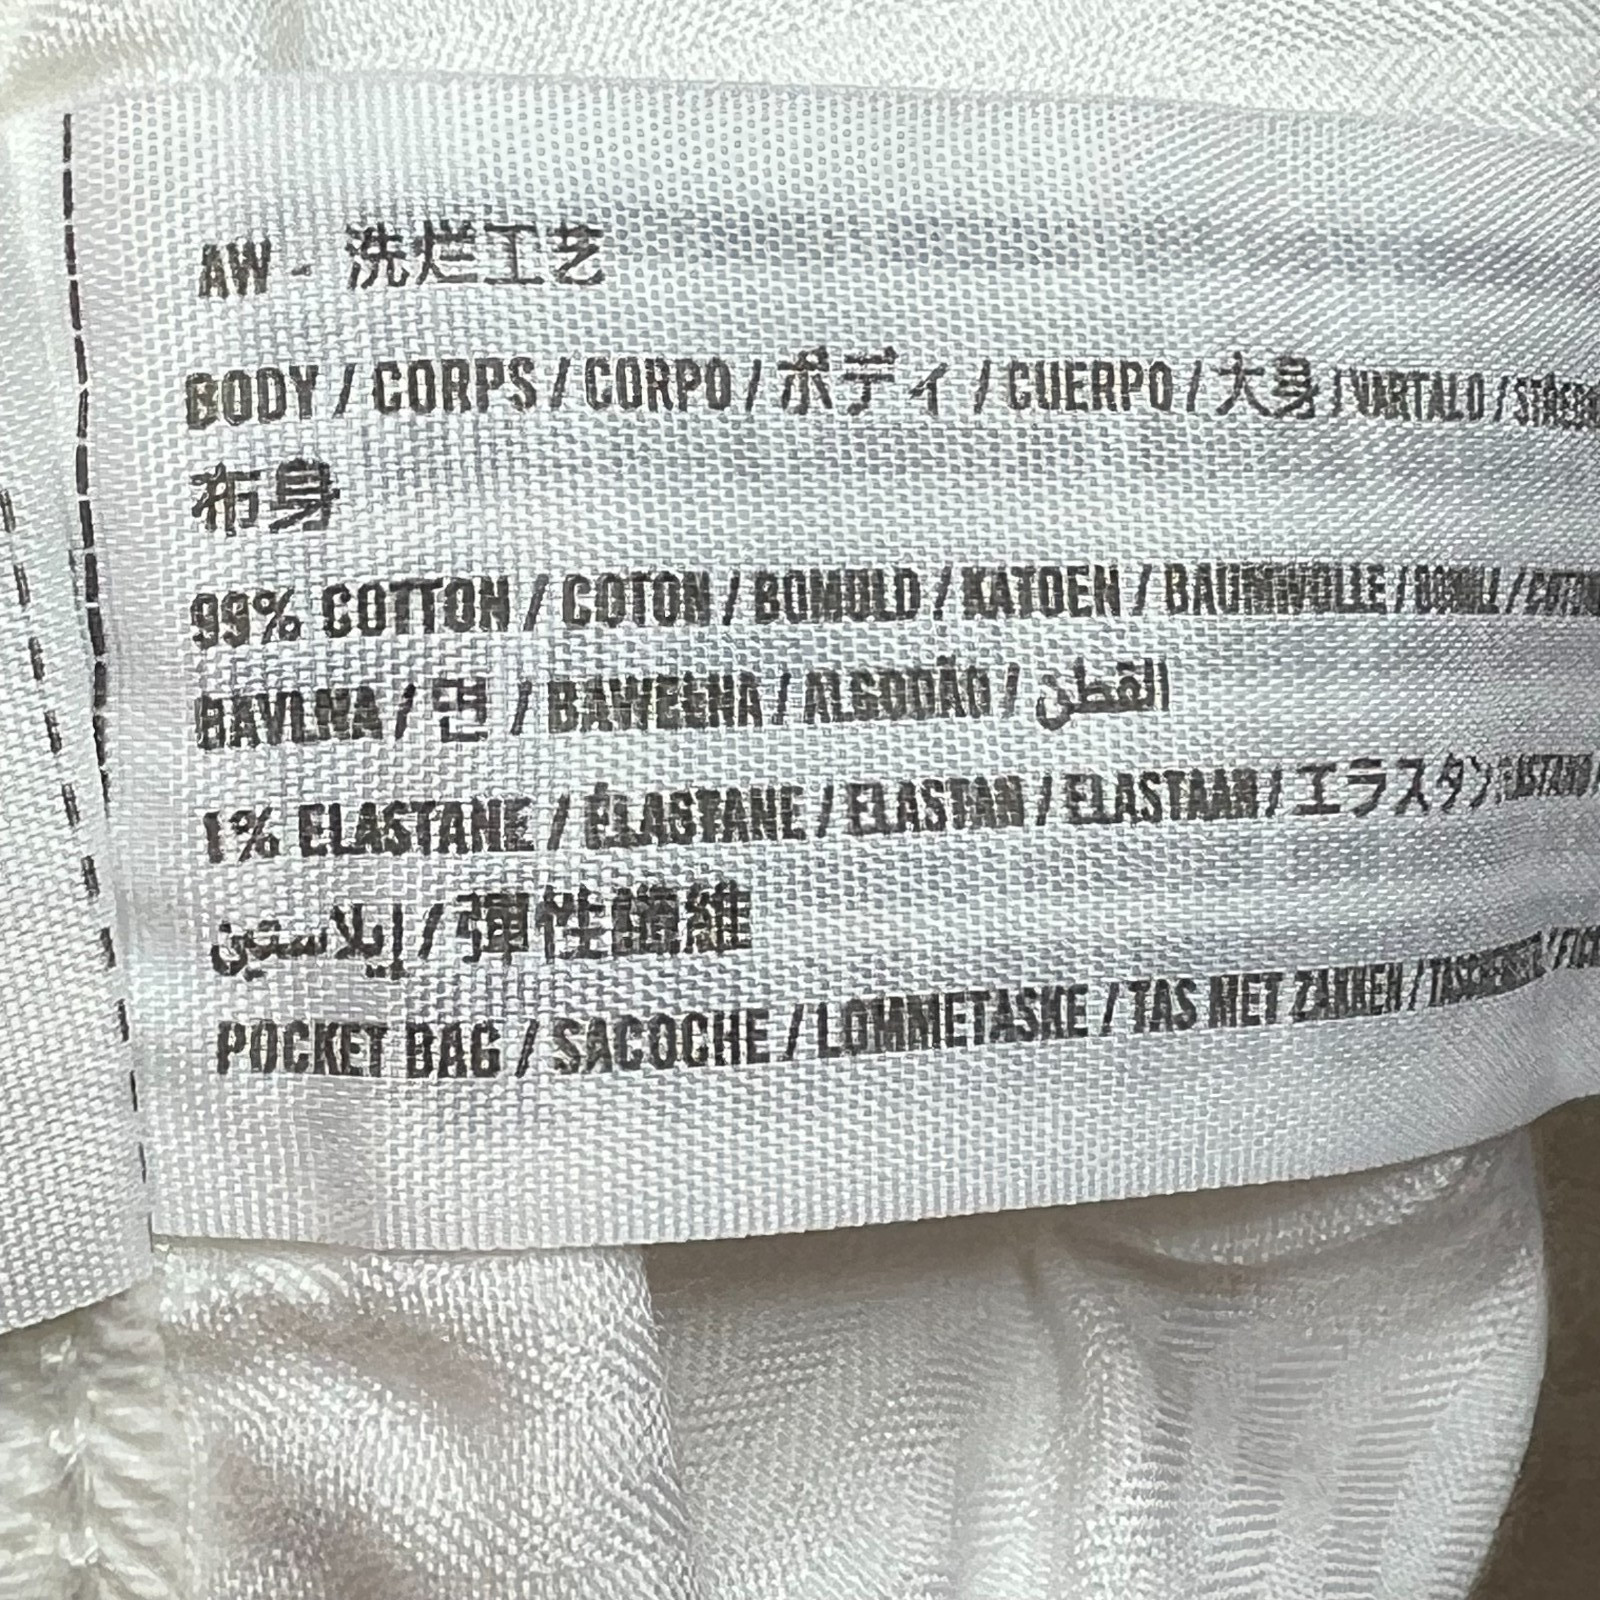 AW - 洗烂工艺
BODY / CORPS / CORPO / ボディ / CUERPO / 大身 / VARTALO /
布身
99% COTTON / COTON / BOMULD / KATOEN / BAUMWOLLE / BOMULL /
BAVLNA / 면 / BAWEŁNA / ALGODÃO / القطن
1% ELASTANE / ÉLASTANE / ELASTAN / ELASTAAN / エラスタン
إيلاستين / 彈性纖維
POCKET BAG / SACOCHE / LOMMETASKE / TAS MET ZAKKEN /